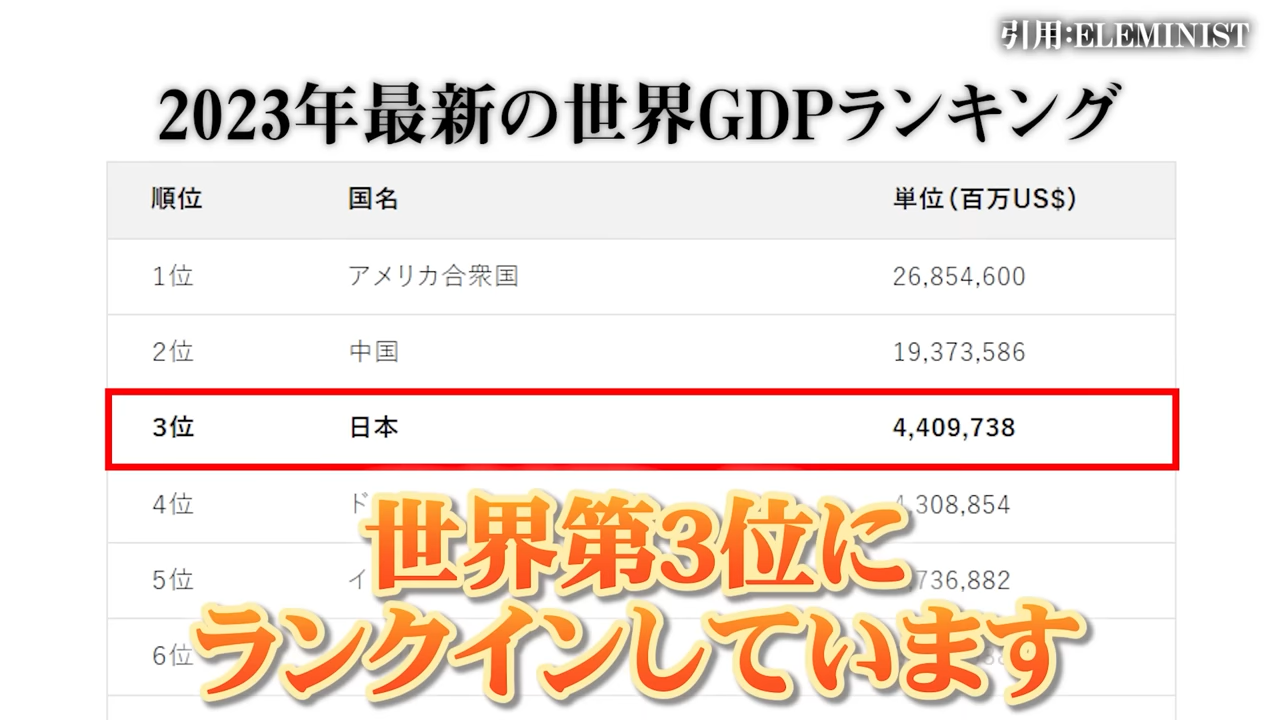 引用:ELEMINIST
2023年最新の世界GDPランキング
順位 国名 単位(百万US$)
1位 アメリカ合衆国 26,854,600
2位 中国 19,373,586
3位 日本 4,409,738
4位 ド 4,308,854
世界第3位に
5位 イ 736,882
ランクインしています
6位